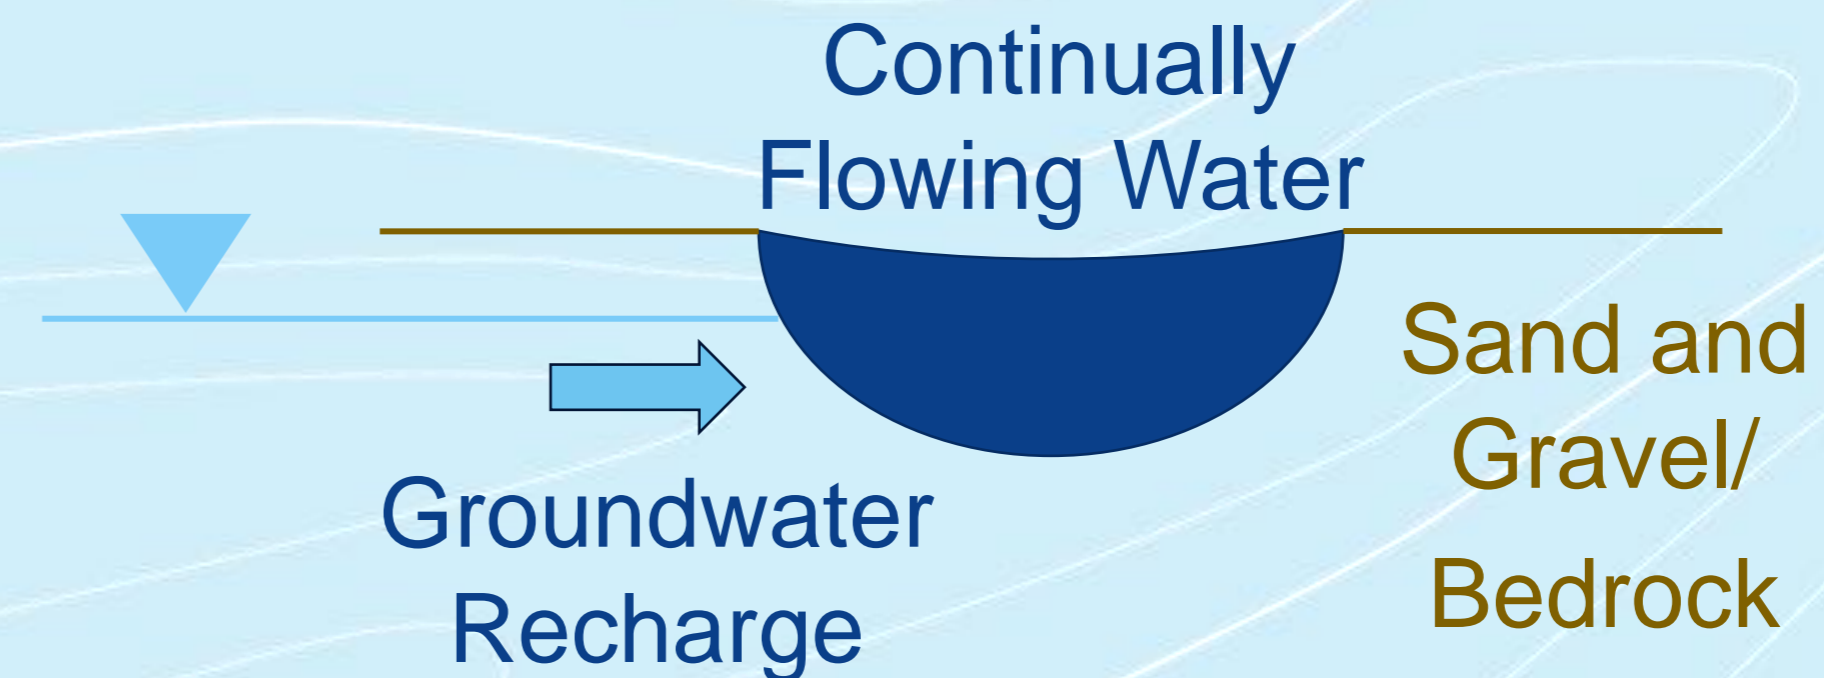 Continually
Flowing Water
Sand and
Gravel/
Bedrock
Groundwater
Recharge